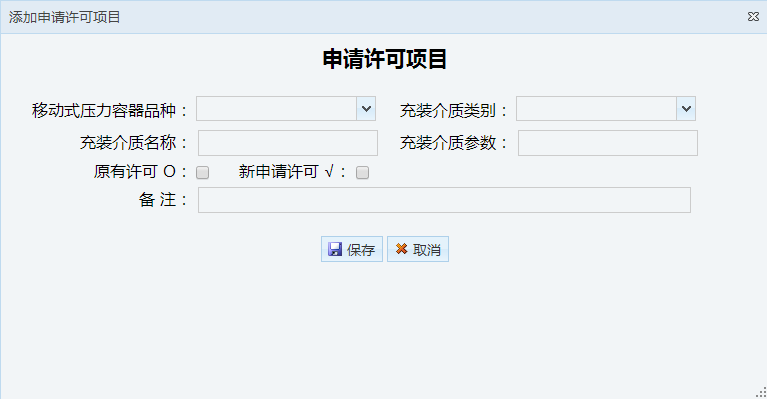 添加申请许可项目
申请许可项目
移动式压力容器品种： 充装介质类别：
充装介质名称： 充装介质参数：
原有许可 O： 新申请许可 √：
备 注：
保存 取消